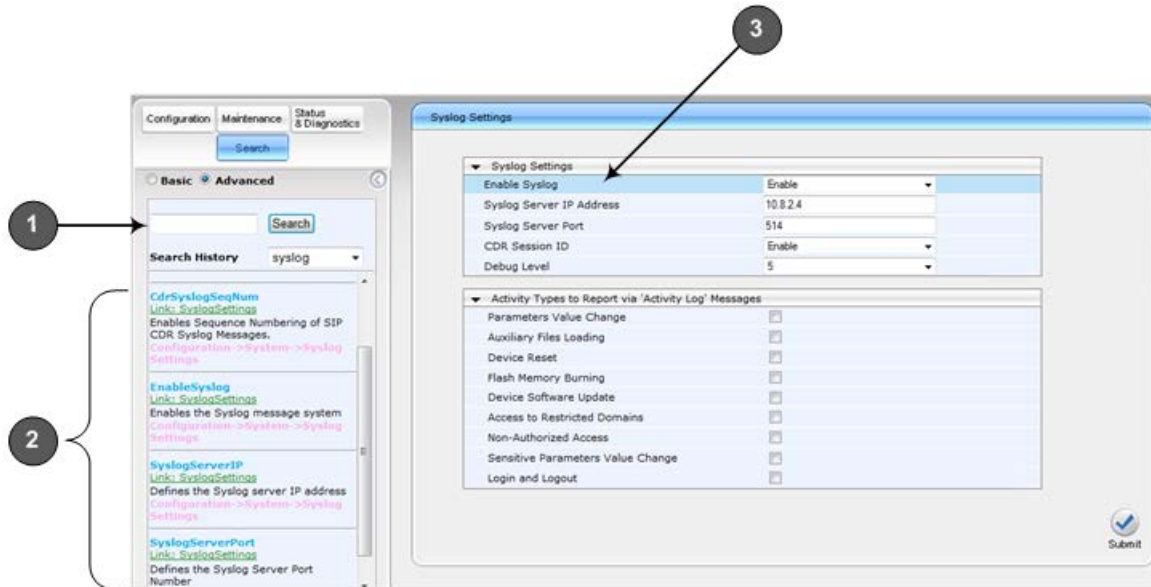 3
Configuration
Maintenance
Status
& Diagnostics
Search
Basic Advanced
1
Search
Search History syslog
2
CdrSyslogSeqNum
Link: SyslogSettings
Enables Sequence Numbering of SIP
CDR Syslog Messages.
Configuration->System->Syslog
Settings
EnableSyslog
Link: SyslogSettings
Enables the Syslog message system
Configuration->System->Syslog
Settings
SyslogServerIP
Link: SyslogSettings
Defines the Syslog server IP address
Configuration->System->Syslog
Settings
SyslogServerPort
Link: SyslogSettings
Defines the Syslog Server Port
Number
Syslog Settings
Syslog Settings
Enable Syslog Enable
Syslog Server IP Address 10.8.2.4
Syslog Server Port 514
CDR Session ID Enable
Debug Level 5
Activity Types to Report via 'Activity Log' Messages
Parameters Value Change
Auxiliary Files Loading
Device Reset
Flash Memory Burning
Device Software Update
Access to Restricted Domains
Non-Authorized Access
Sensitive Parameters Value Change
Login and Logout
Submit